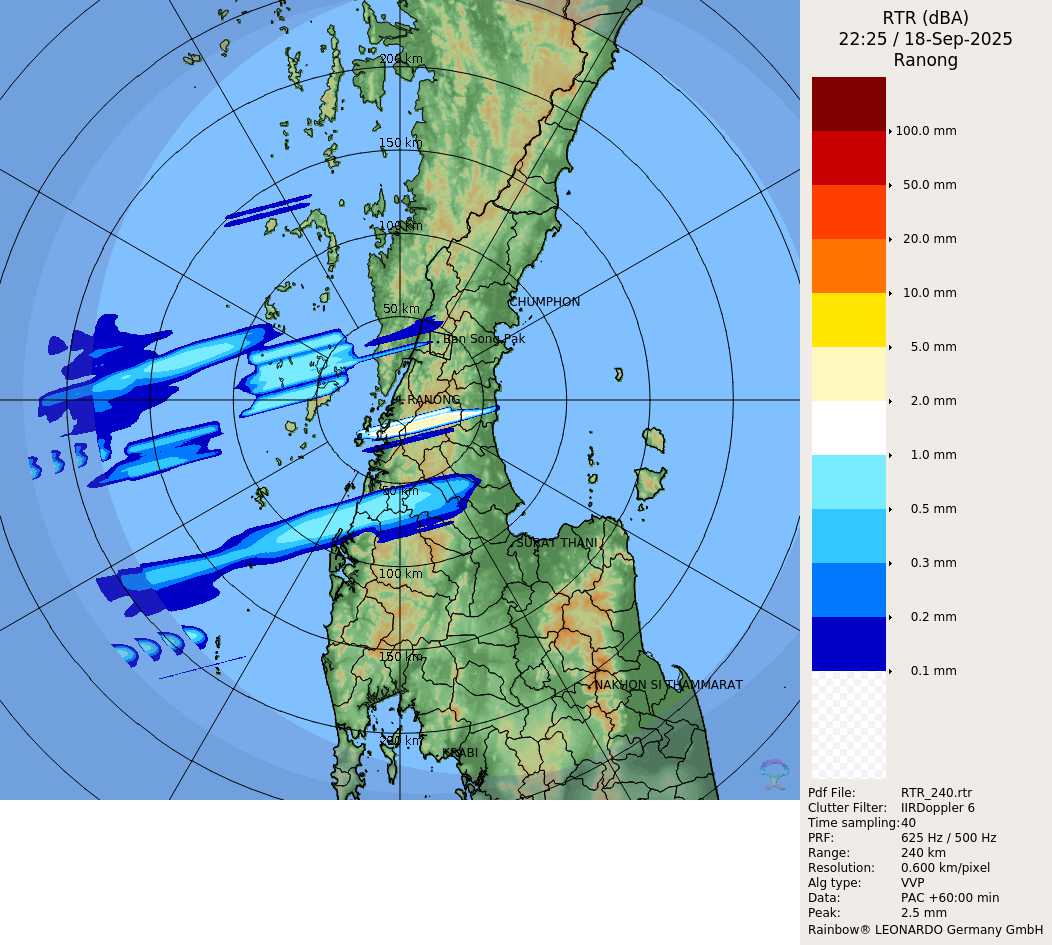 RTR (dBA)
22:25 / 18-Sep-2025
Ranong
100.0 mm
50.0 mm
20.0 mm
10.0 mm
5.0 mm
2.0 mm
1.0 mm
0.5 mm
0.3 mm
0.2 mm
0.1 mm
Pdf File: RTR_240.rtr
Clutter Filter: IIRDoppler 6
Time sampling:40
PRF: 625 Hz / 500 Hz
Range: 240 km
Resolution: 0.600 km/pixel
Alg type: VVP
Data: PAC +60:00 min
Peak: 2.5 mm
Rainbow® LEONARDO Germany GmbH
200 km
150 km
100 km
50 km
CHUMPHON
Ban Song Pak
RANONG
50 km
SURAT THANI
100 km
150 km
NAKHON SI THAMMARAT
200 km
KRABI